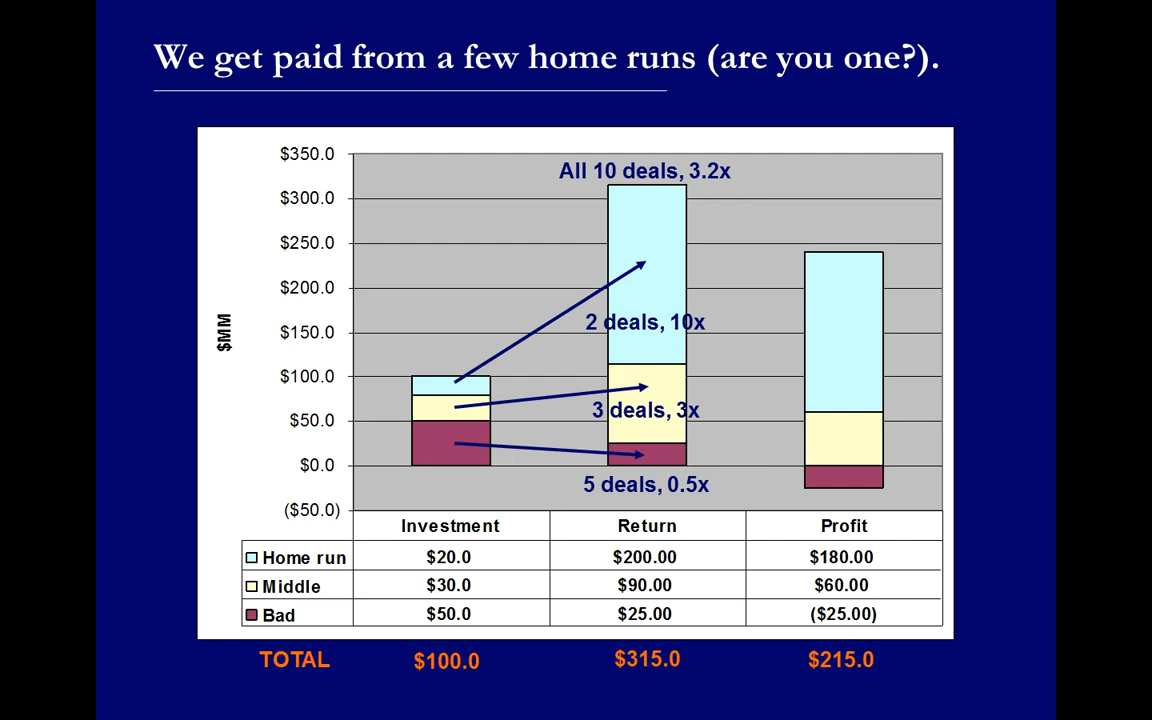 We get paid from a few home runs (are you one?).
$350.0
All 10 deals, 3.2x
$300.0
$250.0
$200.0
$MM
2 deals, 10x
$150.0
$100.0
3 deals, 3x
$50.0
$0.0
5 deals, 0.5x
($50.0)
Investment Return Profit
Home run $20.0 $200.00 $180.00
Middle $30.0 $90.00 $60.00
Bad $50.0 $25.00 ($25.00)
TOTAL $100.0 $315.0 $215.0